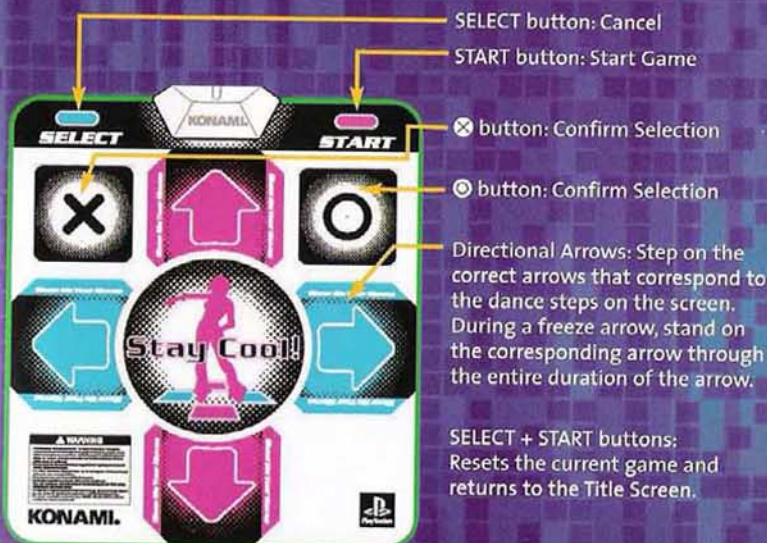 SELECT button: Cancel
START button: Start Game
KONAMI.
SELECT
START
ⓧ button: Confirm Selection
◎ button: Confirm Selection
Directional Arrows: Step on the
correct arrows that correspond to
the dance steps on the screen.
During a freeze arrow, stand on
the corresponding arrow through
the entire duration of the arrow.
Stay Cool!
SELECT + START buttons:
Resets the current game and
returns to the Title Screen.
WARNING
KONAMI.
PlayStation